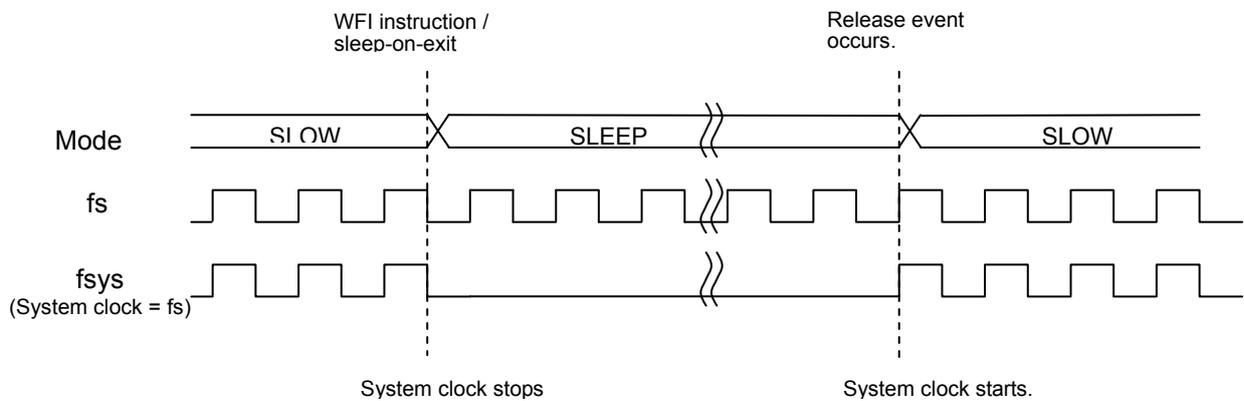 WFI instruction /
sleep-on-exit
Release event
occurs.
Mode
SLOW
SLEEP
SLOW
fs
fsys
(System clock = fs)
System clock stops
System clock starts.